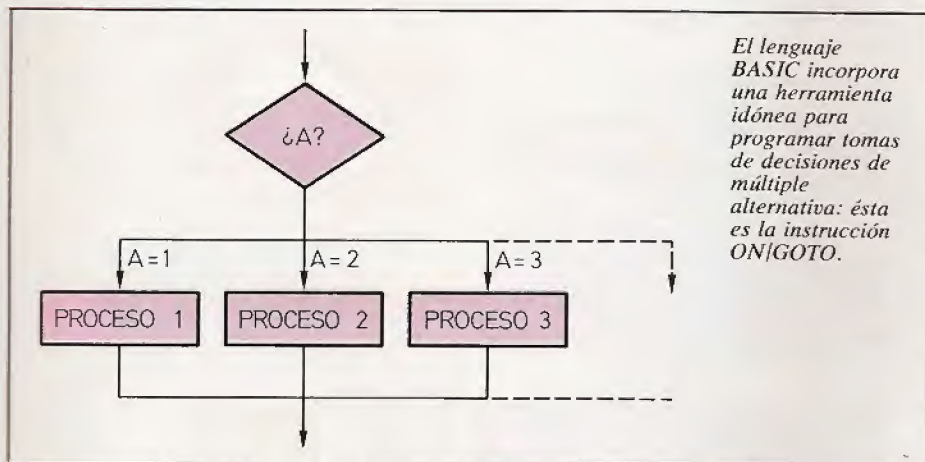 ¿A?
A=1
A=2
A=3
PROCESO 1
PROCESO 2
PROCESO 3
El lenguaje
BASIC incorpora
una herramienta
idónea para
programar tomas
de decisiones de
múltiple
alternativa: ésta
es la instrucción
ON/GOTO.